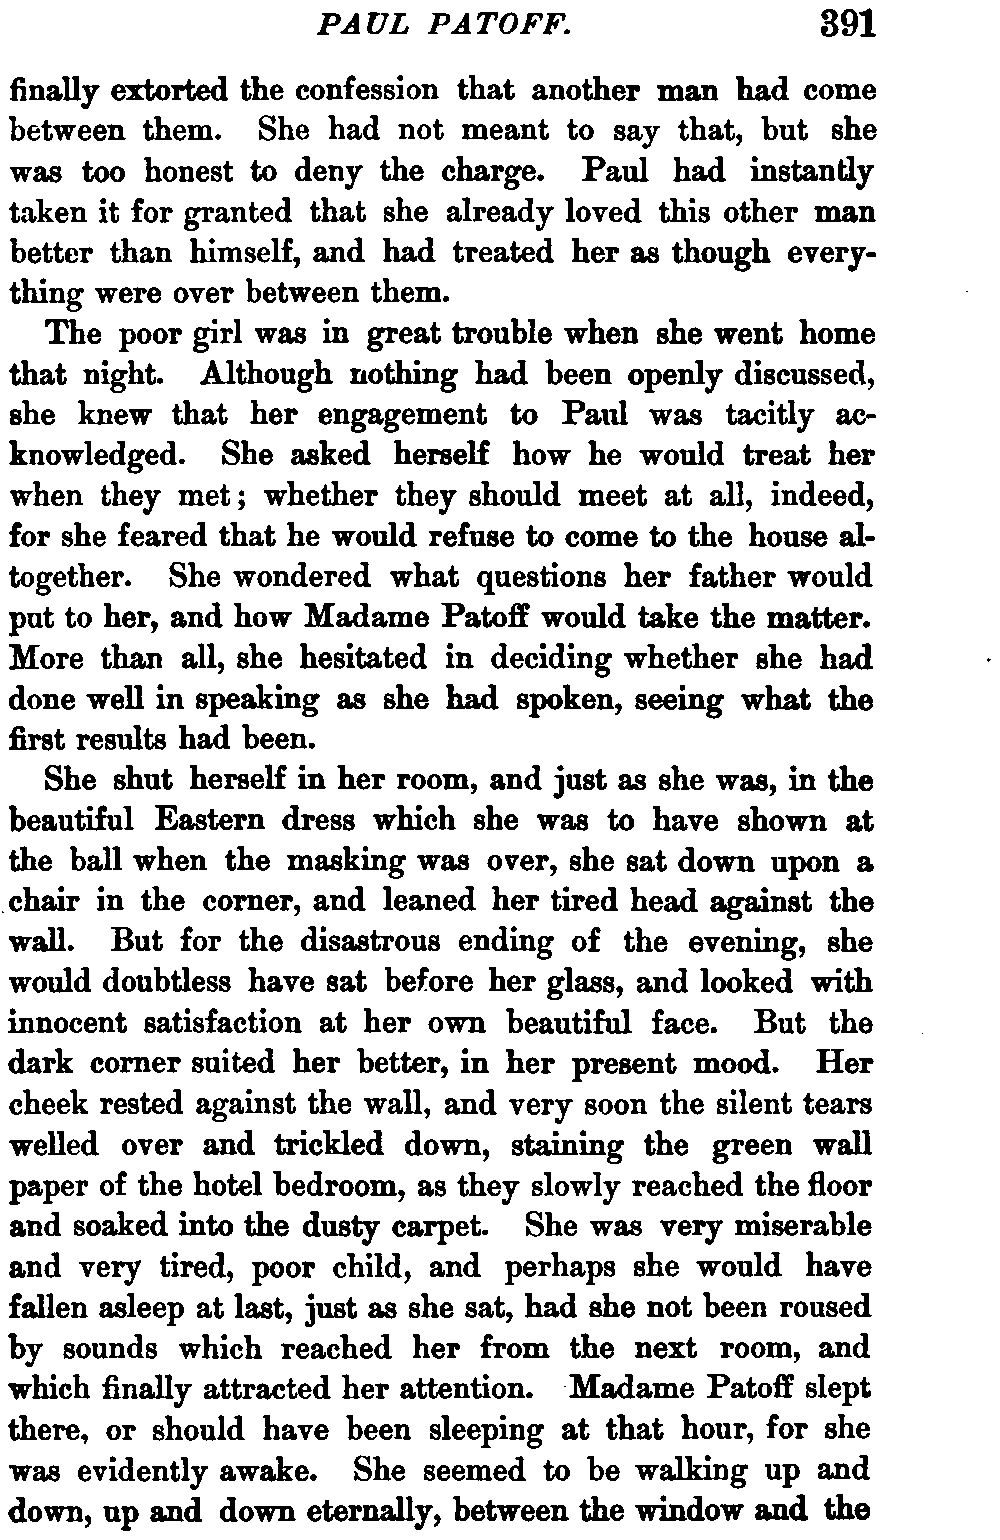 PAUL PATOFF. 391
finally extorted the confession that another man had come
between them. She had not meant to say that, but she
was too honest to deny the charge. Paul had instantly
taken it for granted that she already loved this other man
better than himself, and had treated her as though every-
thing were over between them.
The poor girl was in great trouble when she went home
that night. Although nothing had been openly discussed,
she knew that her engagement to Paul was tacitly ac-
knowledged. She asked herself how he would treat her
when they met; whether they should meet at all, indeed,
for she feared that he would refuse to come to the house al-
together. She wondered what questions her father would
put to her, and how Madame Patoff would take the matter.
More than all, she hesitated in deciding whether she had
done well in speaking as she had spoken, seeing what the
first results had been.
She shut herself in her room, and just as she was, in the
beautiful Eastern dress which she was to have shown at
the ball when the masking was over, she sat down upon a
chair in the corner, and leaned her tired head against the
wall. But for the disastrous ending of the evening, she
would doubtless have sat before her glass, and looked with
innocent satisfaction at her own beautiful face. But the
dark corner suited her better, in her present mood. Her
cheek rested against the wall, and very soon the silent tears
welled over and trickled down, staining the green wall
paper of the hotel bedroom, as they slowly reached the floor
and soaked into the dusty carpet. She was very miserable
and very tired, poor child, and perhaps she would have
fallen asleep at last, just as she sat, had she not been roused
by sounds which reached her from the next room, and
which finally attracted her attention. Madame Patoff slept
there, or should have been sleeping at that hour, for she
was evidently awake. She seemed to be walking up and
down, up and down eternally, between the window and the